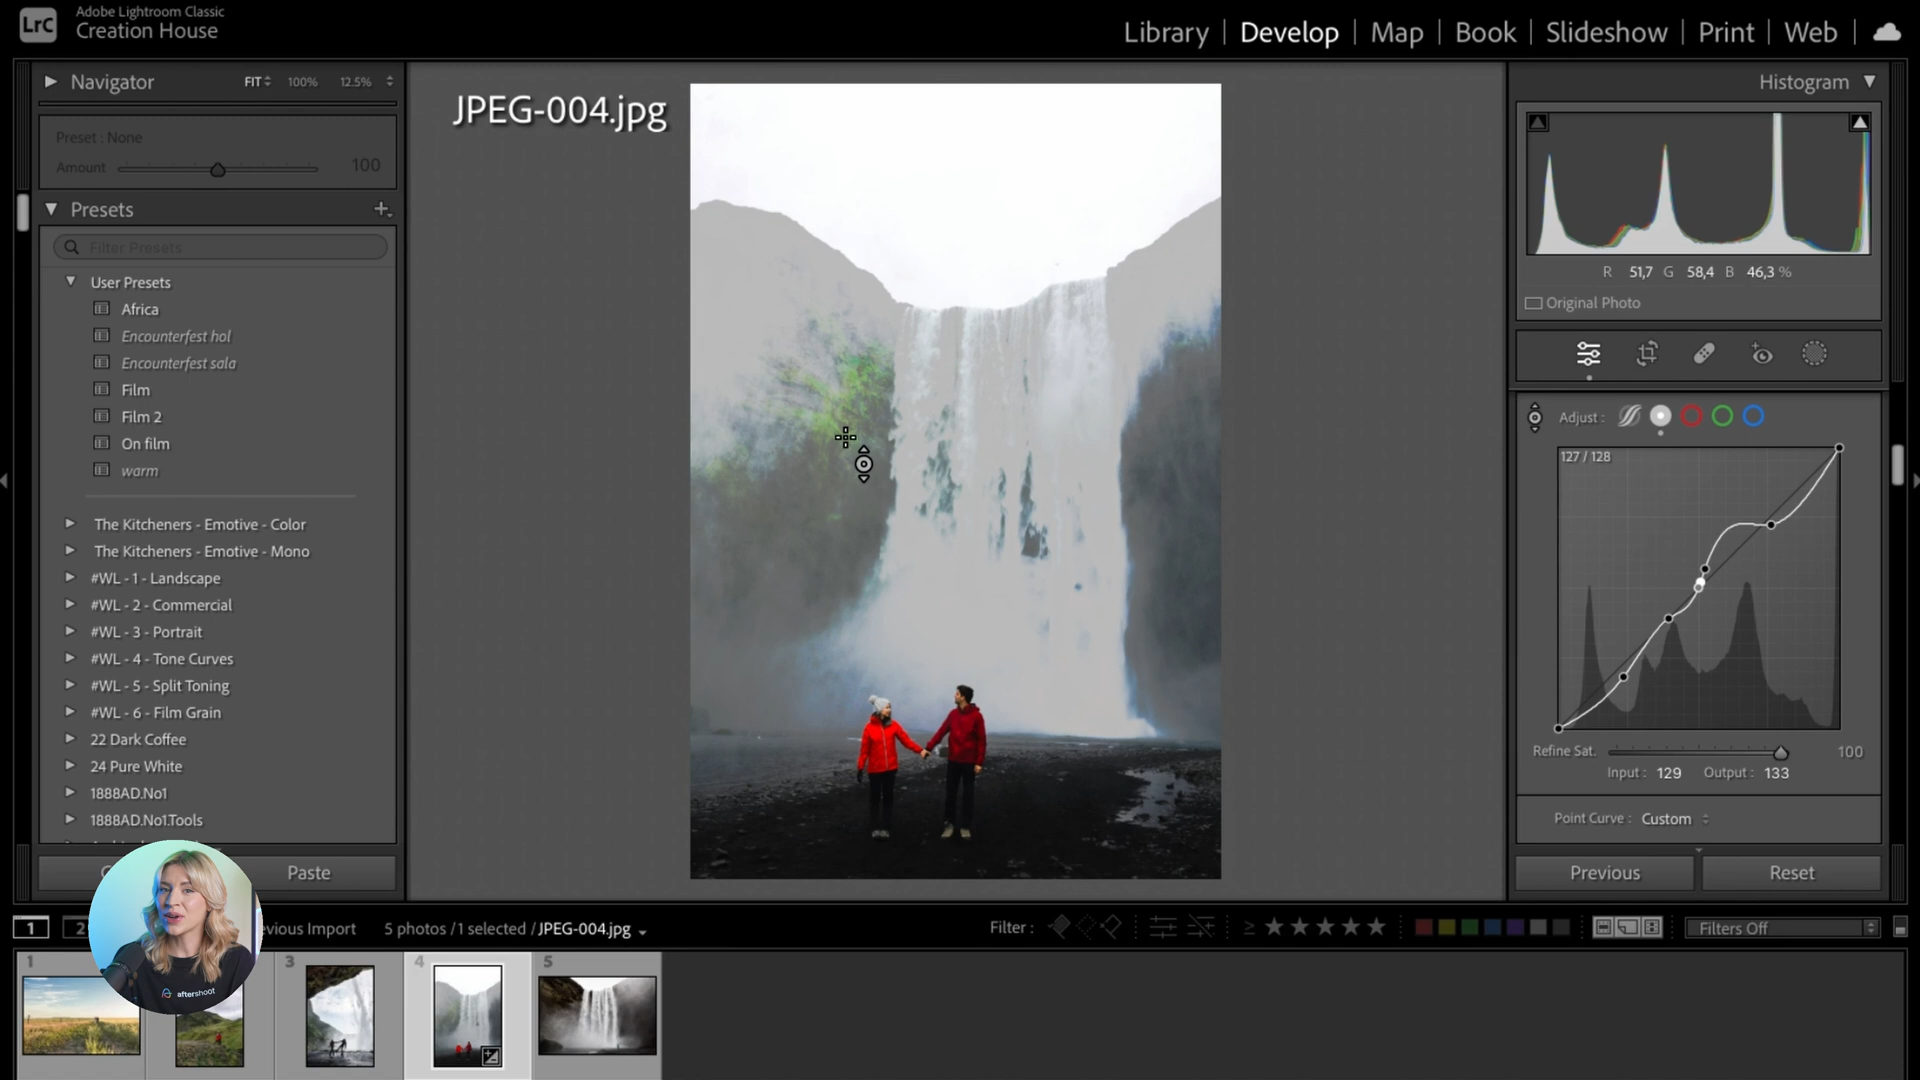 LrC
Adobe Lightroom Classic
Creation House
Library | Develop | Map | Book | Slideshow | Print | Web
Navigator FIT 100% 12.5%
Preset : None
Amount 100
Presets
Filter Presets
User Presets
Africa
Encounterfest hol
Encounterfest sala
Film
Film 2
On film
warm
The Kitcheners - Emotive - Color
The Kitcheners - Emotive - Mono
#WL - 1 - Landscape
#WL - 2 - Commercial
#WL - 3 - Portrait
#WL - 4 - Tone Curves
#WL - 5 - Split Toning
#WL - 6 - Film Grain
22 Dark Coffee
24 Pure White
1888AD.No1
1888AD.No1.Tools
Paste
JPEG-004.jpg
Histogram
R 51,7 G 58,4 B 46,3 %
Original Photo
Adjust :
127 / 128
Refine Sat. 100
Input : 129 Output : 133
Point Curve : Custom
Previous Reset
1 2 Import 5 photos / 1 selected / JPEG-004.jpg Filter : ≥ ★★★★★ Filters Off
1 3 4 5
aftershoot